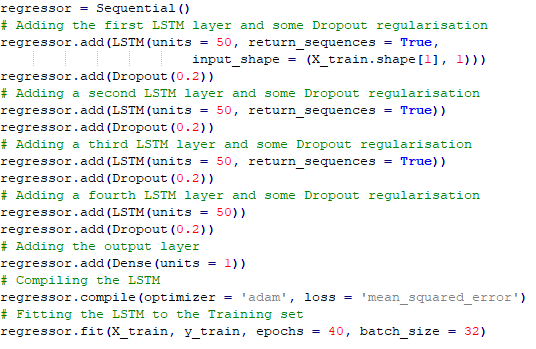 regressor = Sequential()
# Adding the first LSTM layer and some Dropout regularisation
regressor.add(LSTM(units = 50, return_sequences = True,
                        input_shape = (X_train.shape[1], 1)))
regressor.add(Dropout(0.2))
# Adding a second LSTM layer and some Dropout regularisation
regressor.add(LSTM(units = 50, return_sequences = True))
regressor.add(Dropout(0.2))
# Adding a third LSTM layer and some Dropout regularisation
regressor.add(LSTM(units = 50, return_sequences = True))
regressor.add(Dropout(0.2))
# Adding a fourth LSTM layer and some Dropout regularisation
regressor.add(LSTM(units = 50))
regressor.add(Dropout(0.2))
# Adding the output layer
regressor.add(Dense(units = 1))
# Compiling the LSTM
regressor.compile(optimizer = 'adam', loss = 'mean_squared_error')
# Fitting the LSTM to the Training set
regressor.fit(X_train, y_train, epochs = 40, batch_size = 32)